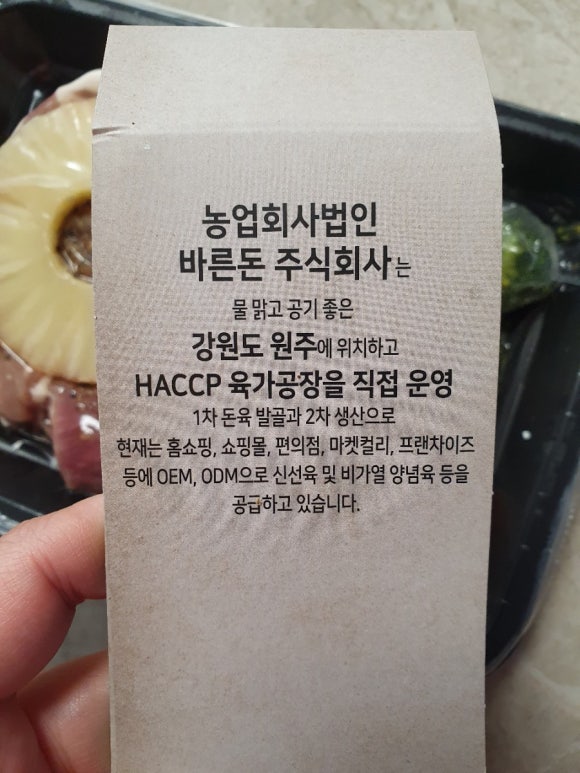 농업회사법인
바른돈 주식회사는
물 맑고 공기 좋은
강원도 원주에 위치하고
HACCP 육가공장을 직접 운영
1차 돈육 발골과 2차 생산으로
현재는 홈쇼핑, 쇼핑몰, 편의점, 마켓컬리, 프랜차이즈
등에 OEM, ODM으로 신선육 및 비가열 양념육 등을
공급하고 있습니다.